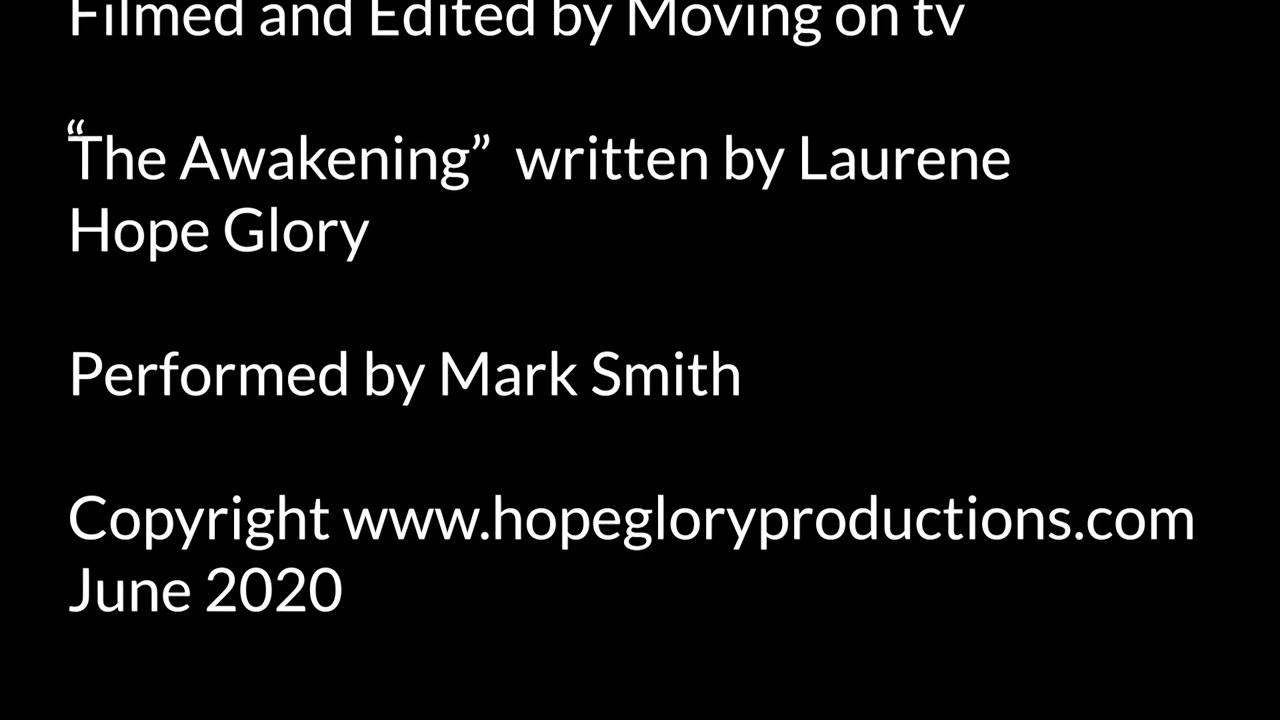 Filmed and Edited by Moving on tv
“The Awakening”  written by Laurene
Hope Glory
Performed by Mark Smith
Copyright www.hopegloryproductions.com
June 2020